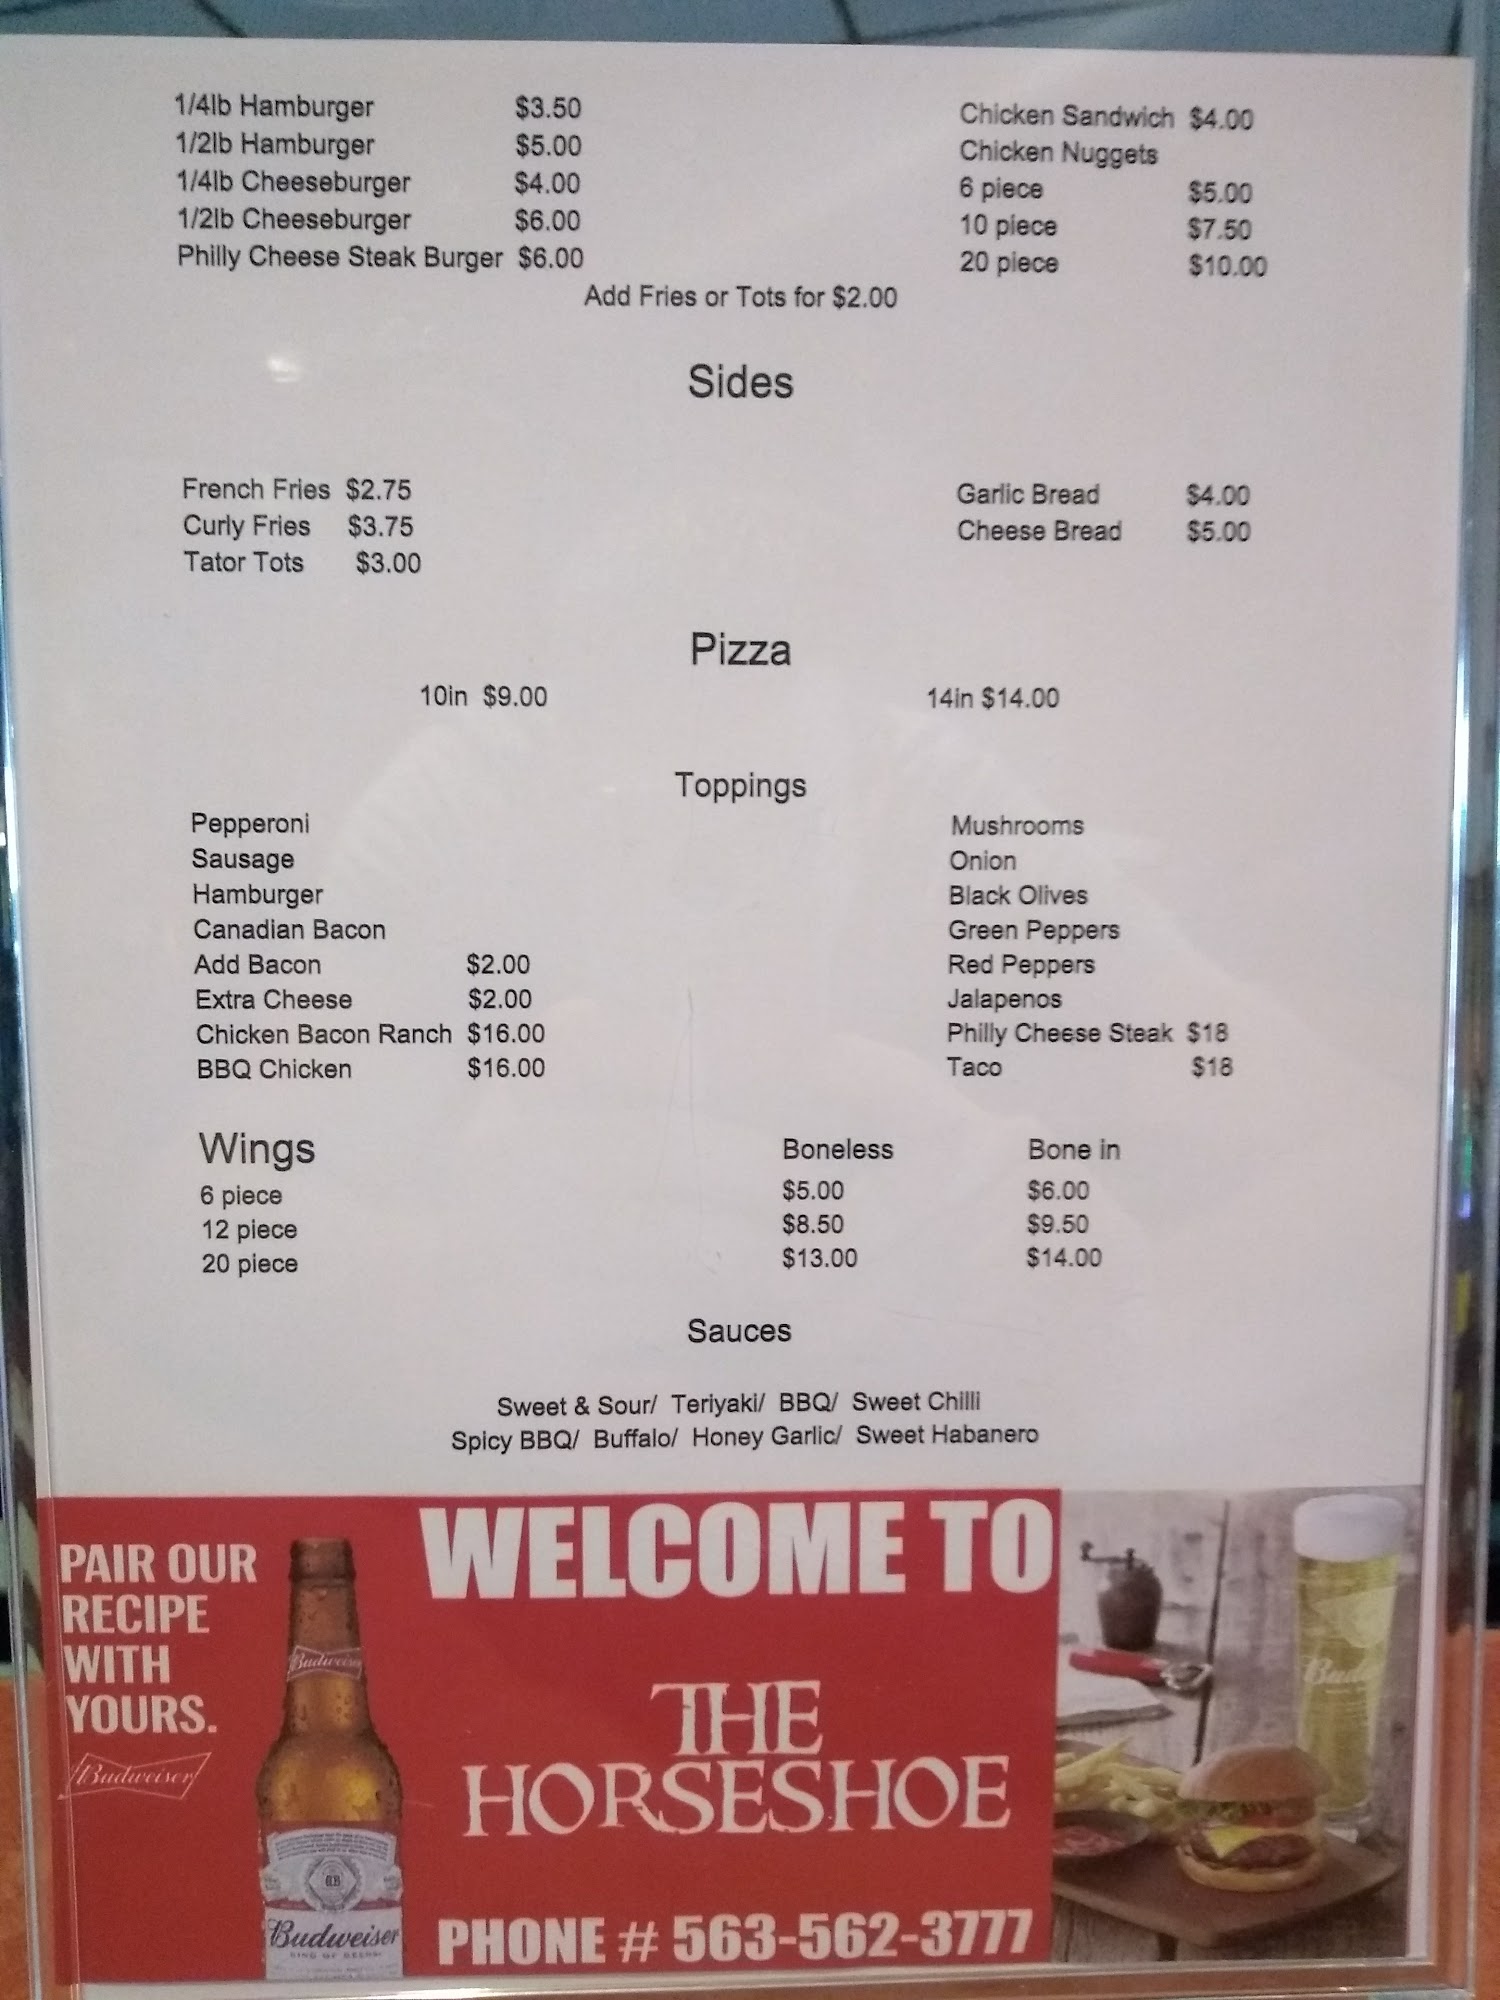 1/4lb Hamburger $3.50
1/2lb Hamburger $5.00
1/4lb Cheeseburger $4.00
1/2lb Cheeseburger $6.00
Philly Cheese Steak Burger $6.00
Chicken Sandwich $4.00
Chicken Nuggets
6 piece $5.00
10 piece $7.50
20 piece $10.00
Add Fries or Tots for $2.00
Sides
French Fries $2.75
Curly Fries $3.75
Tator Tots $3.00
Garlic Bread $4.00
Cheese Bread $5.00
Pizza
10in $9.00 14in $14.00
Toppings
Pepperoni
Sausage
Hamburger
Canadian Bacon
Add Bacon $2.00
Extra Cheese $2.00
Chicken Bacon Ranch $16.00
BBQ Chicken $16.00
Mushrooms
Onion
Black Olives
Green Peppers
Red Peppers
Jalapenos
Philly Cheese Steak $18
Taco $18
Wings Boneless Bone in
6 piece $5.00 $6.00
12 piece $8.50 $9.50
20 piece $13.00 $14.00
Sauces
Sweet & Sour/ Teriyaki/ BBQ/ Sweet Chilli
Spicy BBQ/ Buffalo/ Honey Garlic/ Sweet Habanero
PAIR OUR
RECIPE
WITH
YOURS.
Budweiser
Budweiser
Budweiser
KING OF BEERS
WELCOME TO
THE
HORSESHOE
PHONE # 563-562-3777